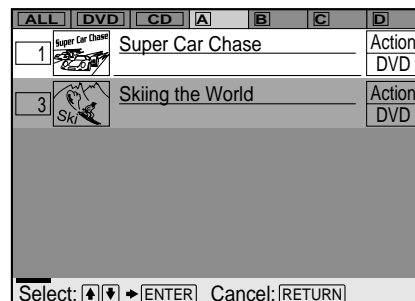 ALL DVD CD A B C D
1 Super Car Chase Super Car Chase Action
DVD
3 Ski Skiing the World Action
DVD
Select: ENTER Cancel: RETURN